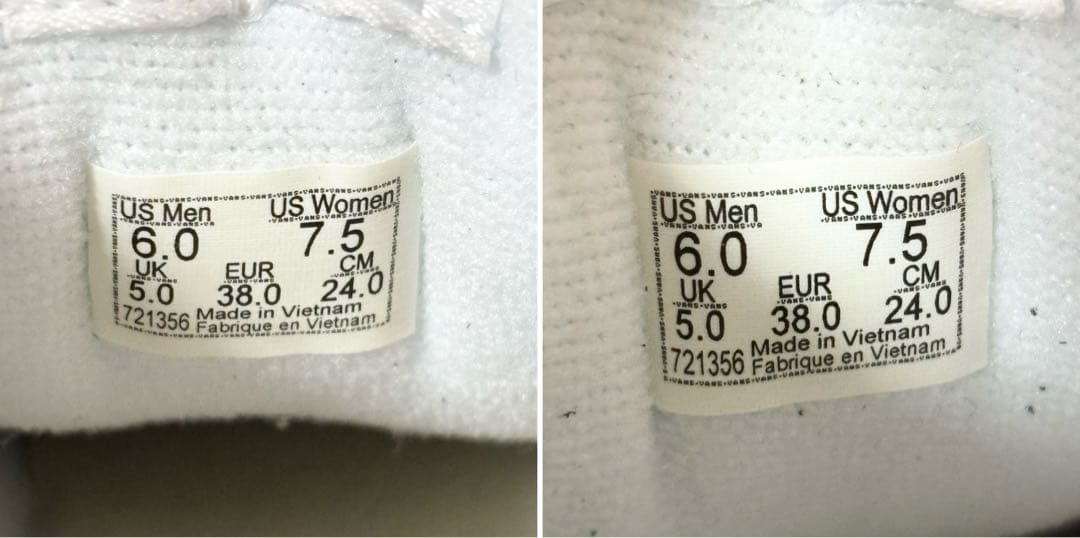 US Men US Women
6.0 7.5
UK EUR CM
5.0 38.0 24.0
721356 Made in Vietnam
Fabrique en Vietnam
US Men US Women
6.0 7.5
UK EUR CM
5.0 38.0 24.0
721356 Made in Vietnam
Fabrique en Vietnam